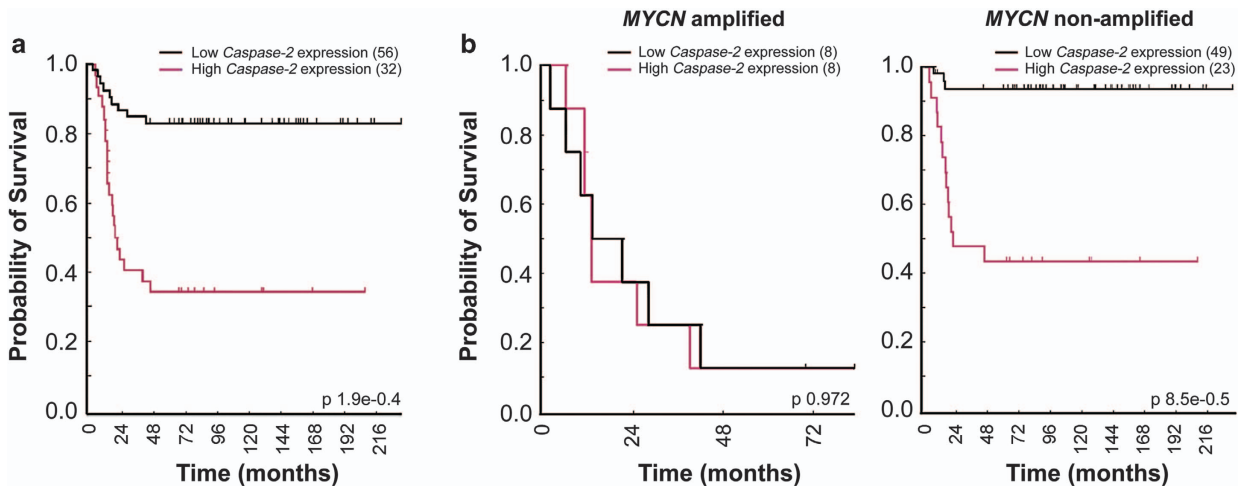 a
Low Caspase-2 expression (56)
High Caspase-2 expression (32)
Probability of Survival
1.0
0.8
0.6
0.4
0.2
0.0
p 1.9e-0.4
0 24 48 72 96 120 144 168 192 216
Time (months)
b
MYCN amplified
Low Caspase-2 expression (8)
High Caspase-2 expression (8)
Probability of Survival
1.0
0.8
0.6
0.4
0.2
0.0
p 0.972
0 24 48 72
Time (months)
MYCN non-amplified
Low Caspase-2 expression (49)
High Caspase-2 expression (23)
1.0
0.8
0.6
0.4
0.2
0.0
p 8.5e-0.5
0 24 48 72 96 120 144 168 192 216
Time (months)